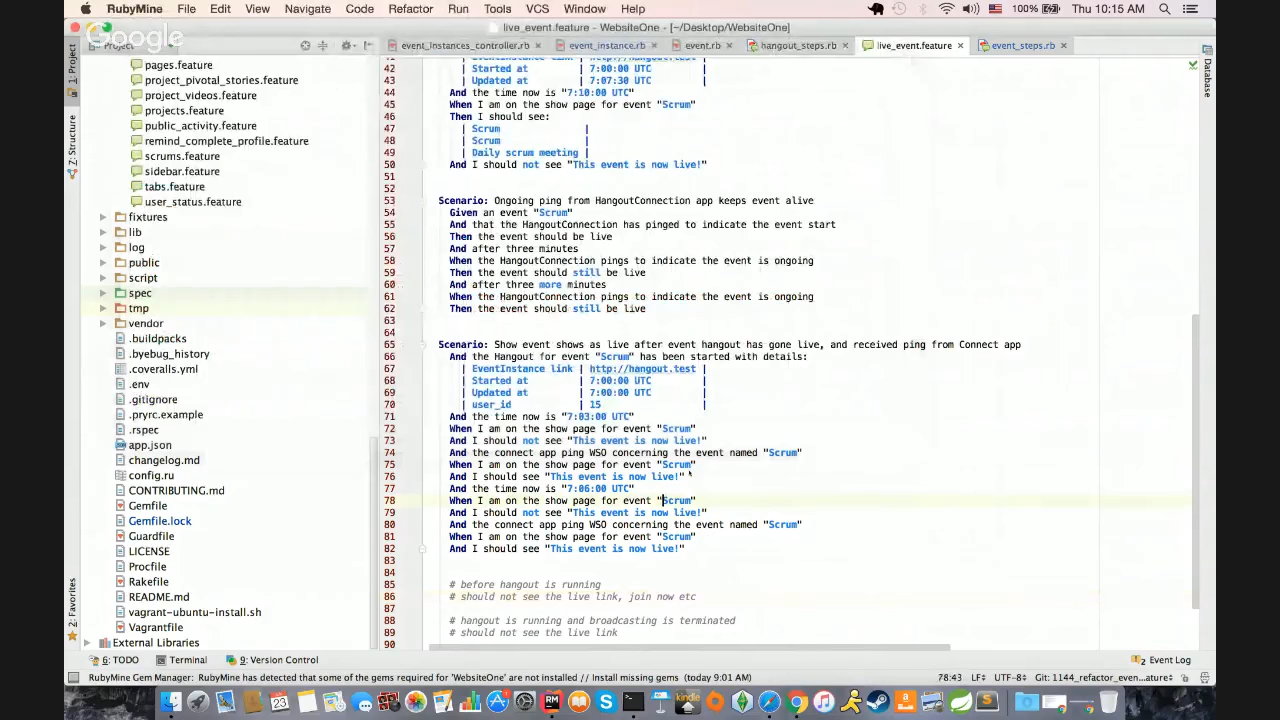 RubyMine File Edit View Navigate Code Refactor Run Tools VCS Window Help 100% Thu 10:15 AM
live_event.feature - WebsiteOne - [~/Desktop/WebsiteOne]
Google
Project
event_instances_controller.rb event_instance.rb event.rb hangout_steps.rb live_event.feature event_steps.rb
1: Project
7: Structure
2: Favorites
Database
pages.feature
project_pivotal_stories.feature
project_videos.feature
projects.feature
public_activity.feature
remind_complete_profile.feature
scrums.feature
sidebar.feature
tabs.feature
user_status.feature
fixtures
lib
log
public
script
spec
tmp
vendor
.buildpacks
.byebug_history
.coveralls.yml
.env
.gitignore
.pryrc.example
.rspec
app.json
changelog.md
config.ru
CONTRIBUTING.md
Gemfile
Gemfile.lock
Guardfile
LICENSE
Procfile
Rakefile
README.md
vagrant-ubuntu-install.sh
Vagrantfile
External Libraries
41 | EventInstance link | http://hangout.test |
42 | Started at | 7:00:00 UTC |
43 | Updated at | 7:07:30 UTC |
44 And the time now is "7:10:00 UTC"
45 When I am on the show page for event "Scrum"
46 Then I should see:
47 | Scrum |
48 | Scrum |
49 | Daily scrum meeting |
50 And I should not see "This event is now live!"
51
52
53 Scenario: Ongoing ping from HangoutConnection app keeps event alive
54 Given an event "Scrum"
55 And that the HangoutConnection has pinged to indicate the event start
56 Then the event should be live
57 And after three minutes
58 When the HangoutConnection pings to indicate the event is ongoing
59 Then the event should still be live
60 And after three more minutes
61 When the HangoutConnection pings to indicate the event is ongoing
62 Then the event should still be live
63
64
65 Scenario: Show event shows as live after event hangout has gone live, and received ping from Connect app
66 And the Hangout for event "Scrum" has been started with details:
67 | EventInstance link | http://hangout.test |
68 | Started at | 7:00:00 UTC |
69 | Updated at | 7:00:00 UTC |
70 | user_id | 15 |
71 And the time now is "7:03:00 UTC"
72 When I am on the show page for event "Scrum"
73 And I should not see "This event is now live!"
74 And the connect app ping WSO concerning the event named "Scrum"
75 When I am on the show page for event "Scrum"
76 And I should see "This event is now live!"
77 And the time now is "7:06:00 UTC"
78 When I am on the show page for event "Scrum"
79 And I should not see "This event is now live!"
80 And the connect app ping WSO concerning the event named "Scrum"
81 When I am on the show page for event "Scrum"
82 And I should see "This event is now live!"
83
84
85 # before hangout is running
86 # should not see the live link, join now etc
87
88 # hangout is running and broadcasting is terminated
89 # should not see the live link
90
6: TODO Terminal 9: Version Control 2 Event Log
RubyMine Gem Manager: RubyMine has detected that some of the gems required for 'WebsiteOne' are not installed // Install missing gems (today 9:01 AM) 78:43 LF UTF-8 Git: 1144_refactor_even...ature
23 RM kindle